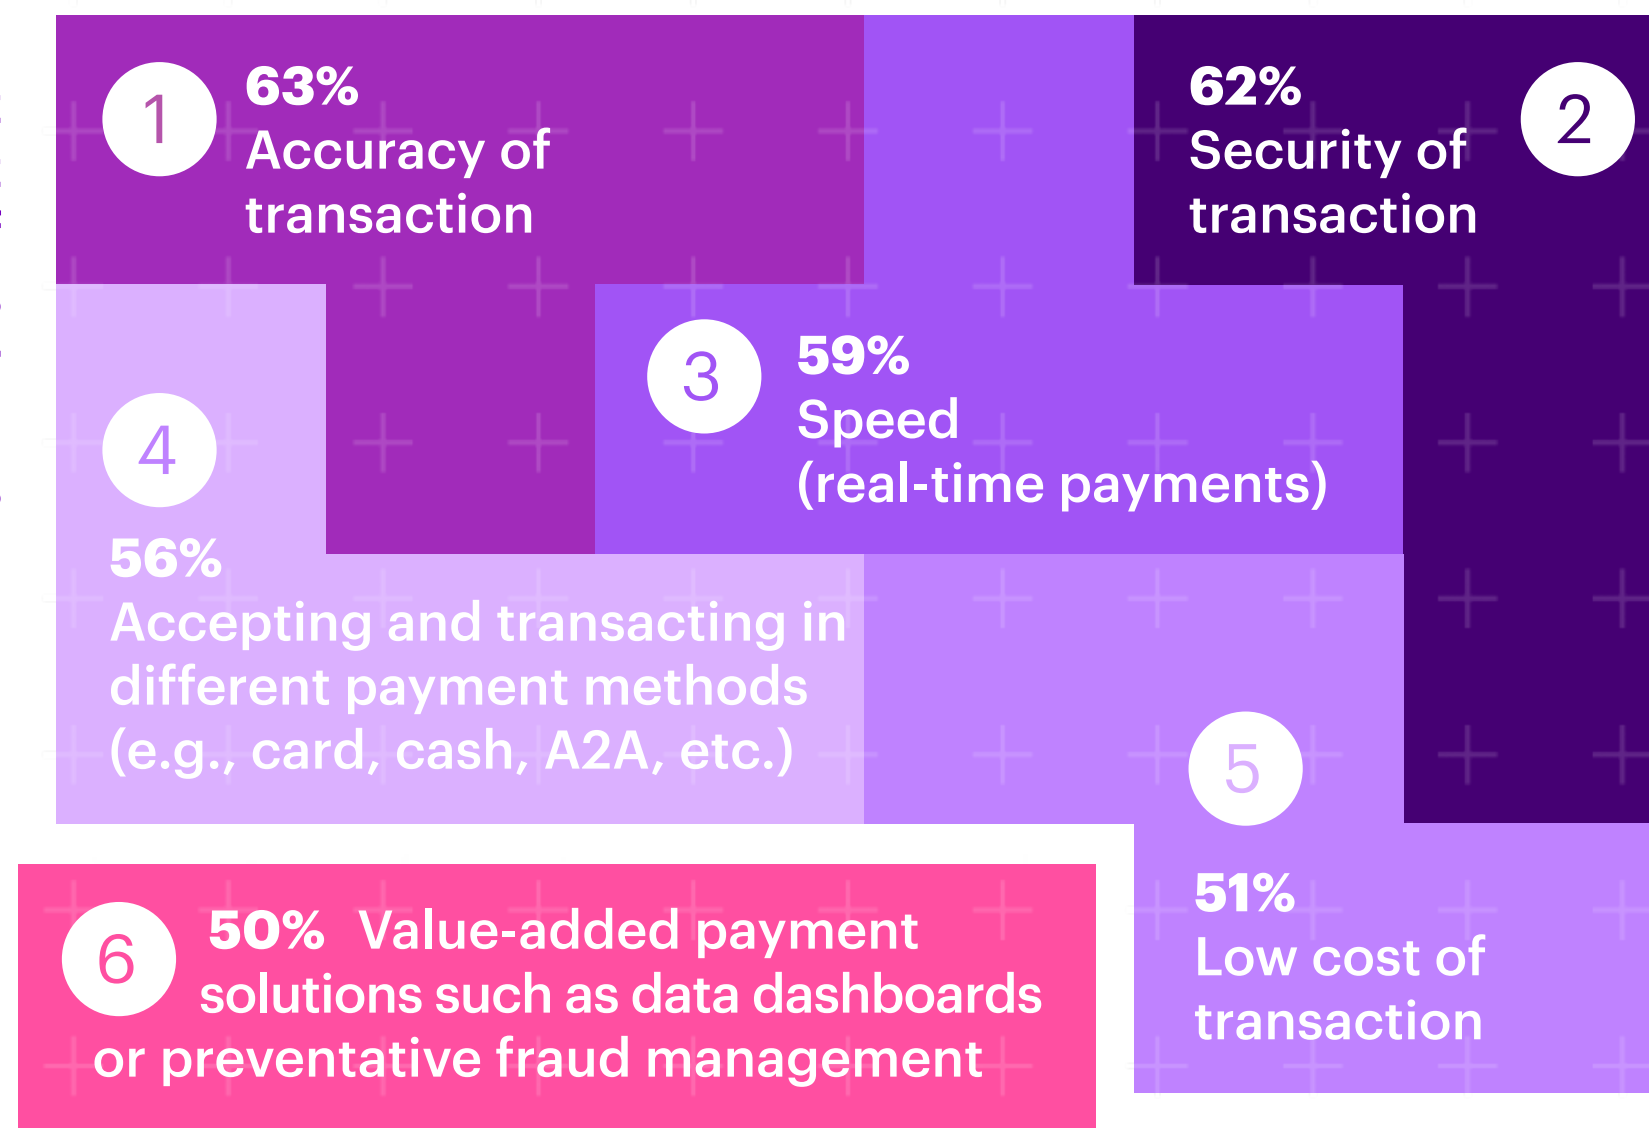 1
63%
Accuracy of
transaction
62%
Security of
transaction
2
3
59%
Speed
(real-time payments)
4
56%
Accepting and transacting in
different payment methods
(e.g., card, cash, A2A, etc.)
5
51%
Low cost of
transaction
6
50% Value-added payment
solutions such as data dashboards
or preventative fraud management